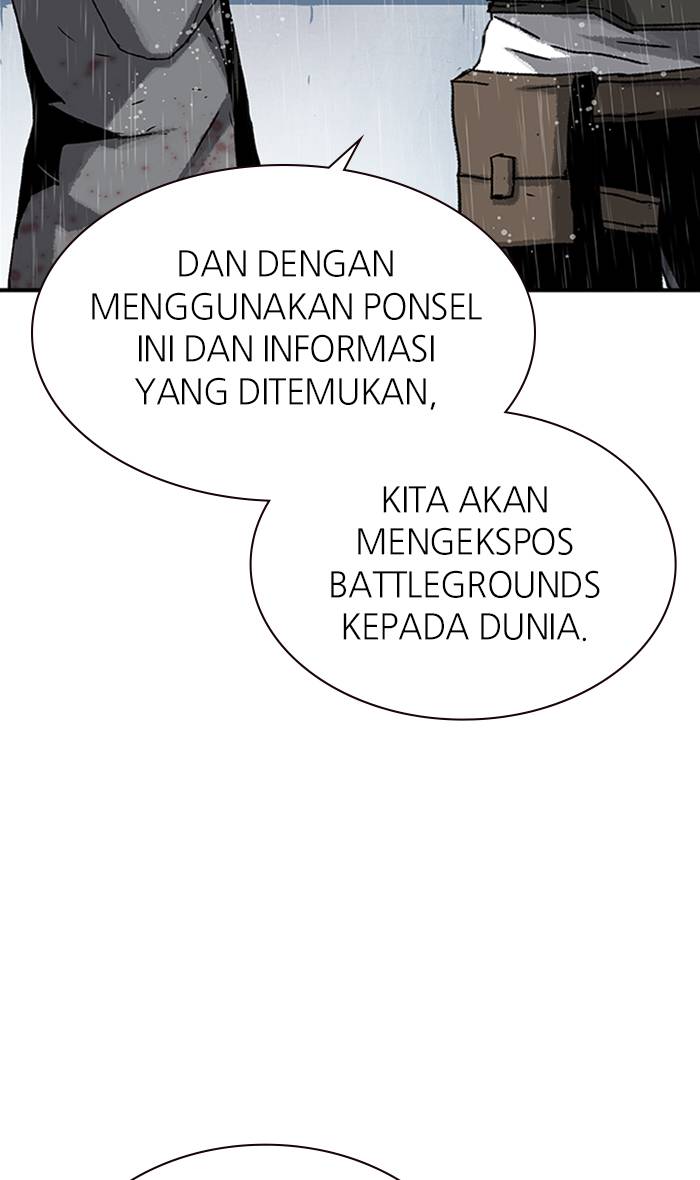 DAN DENGAN
MENGGUNAKAN PONSEL
INI DAN INFORMASI
YANG DITEMUKAN,
KITA AKAN
MENGEKSPOS
BATTLEGROUNDS
KEPADA DUNIA.